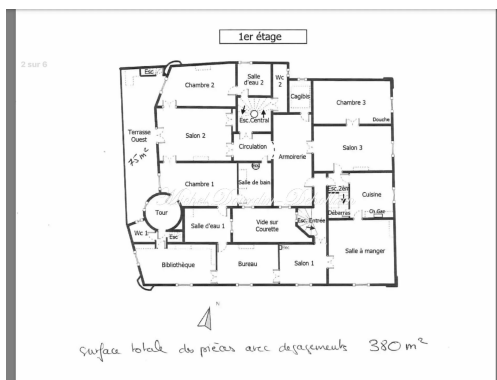 1er étage
2 sur 6
Esc.
Chambre 2
Salle d'eau 2
Wc 2
Cagibis
Chambre 3
Douche
Terrasse Ouest
75 m²
Salon 2
Esc.Central
Circulation
Armoirerie
Salon 3
Chambre 1
Salle de bain
Esc.2èm
Cuisine
Débarras
Tour
Salle d'eau 1
Vide sur Courette
Esc. Entrée
Wc 1
Esc
Salle à manger
Bibliothèque
Bureau
Salon 1
N
surface totale des pièces avec dégagements 380 m²